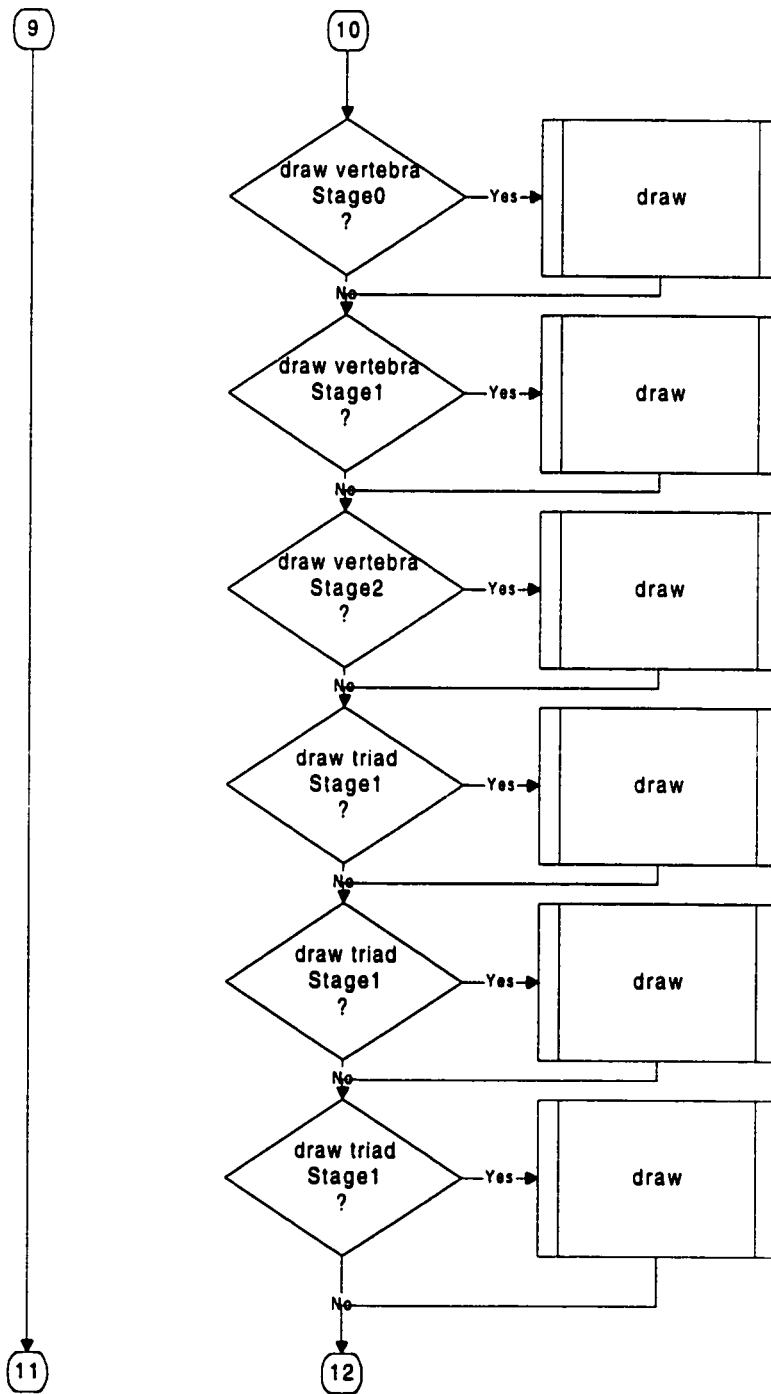 9
10
draw vertebra
Stage0
?
Yes
draw
No
draw vertebra
Stage1
?
Yes
draw
No
draw vertebra
Stage2
?
Yes
draw
No
draw triad
Stage1
?
Yes
draw
No
draw triad
Stage1
?
Yes
draw
No
draw triad
Stage1
?
Yes
draw
No
11
12